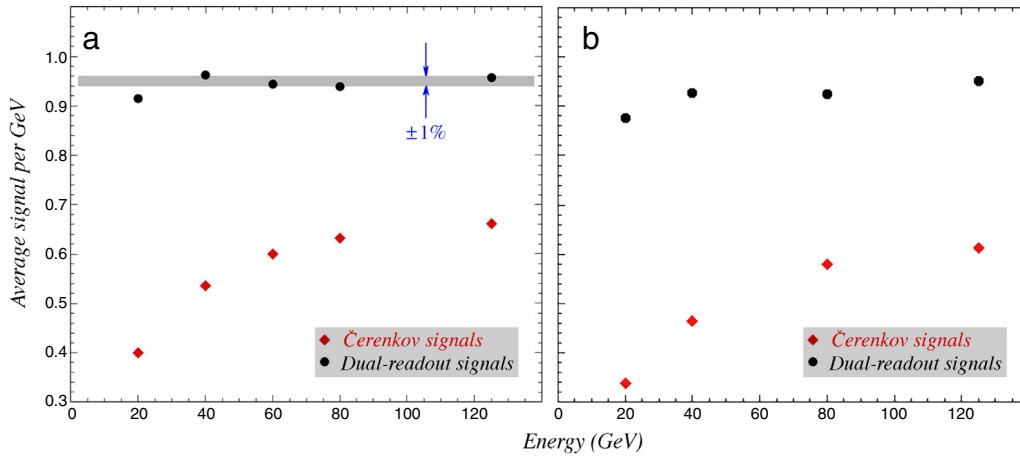 a
b
1.0
0.9
0.8
0.7
0.6
0.5
0.4
0.3
Average signal per GeV
±1%
Čerenkov signals
Dual-readout signals
Čerenkov signals
Dual-readout signals
0 20 40 60 80 100 120
0 20 40 60 80 100 120
Energy (GeV)